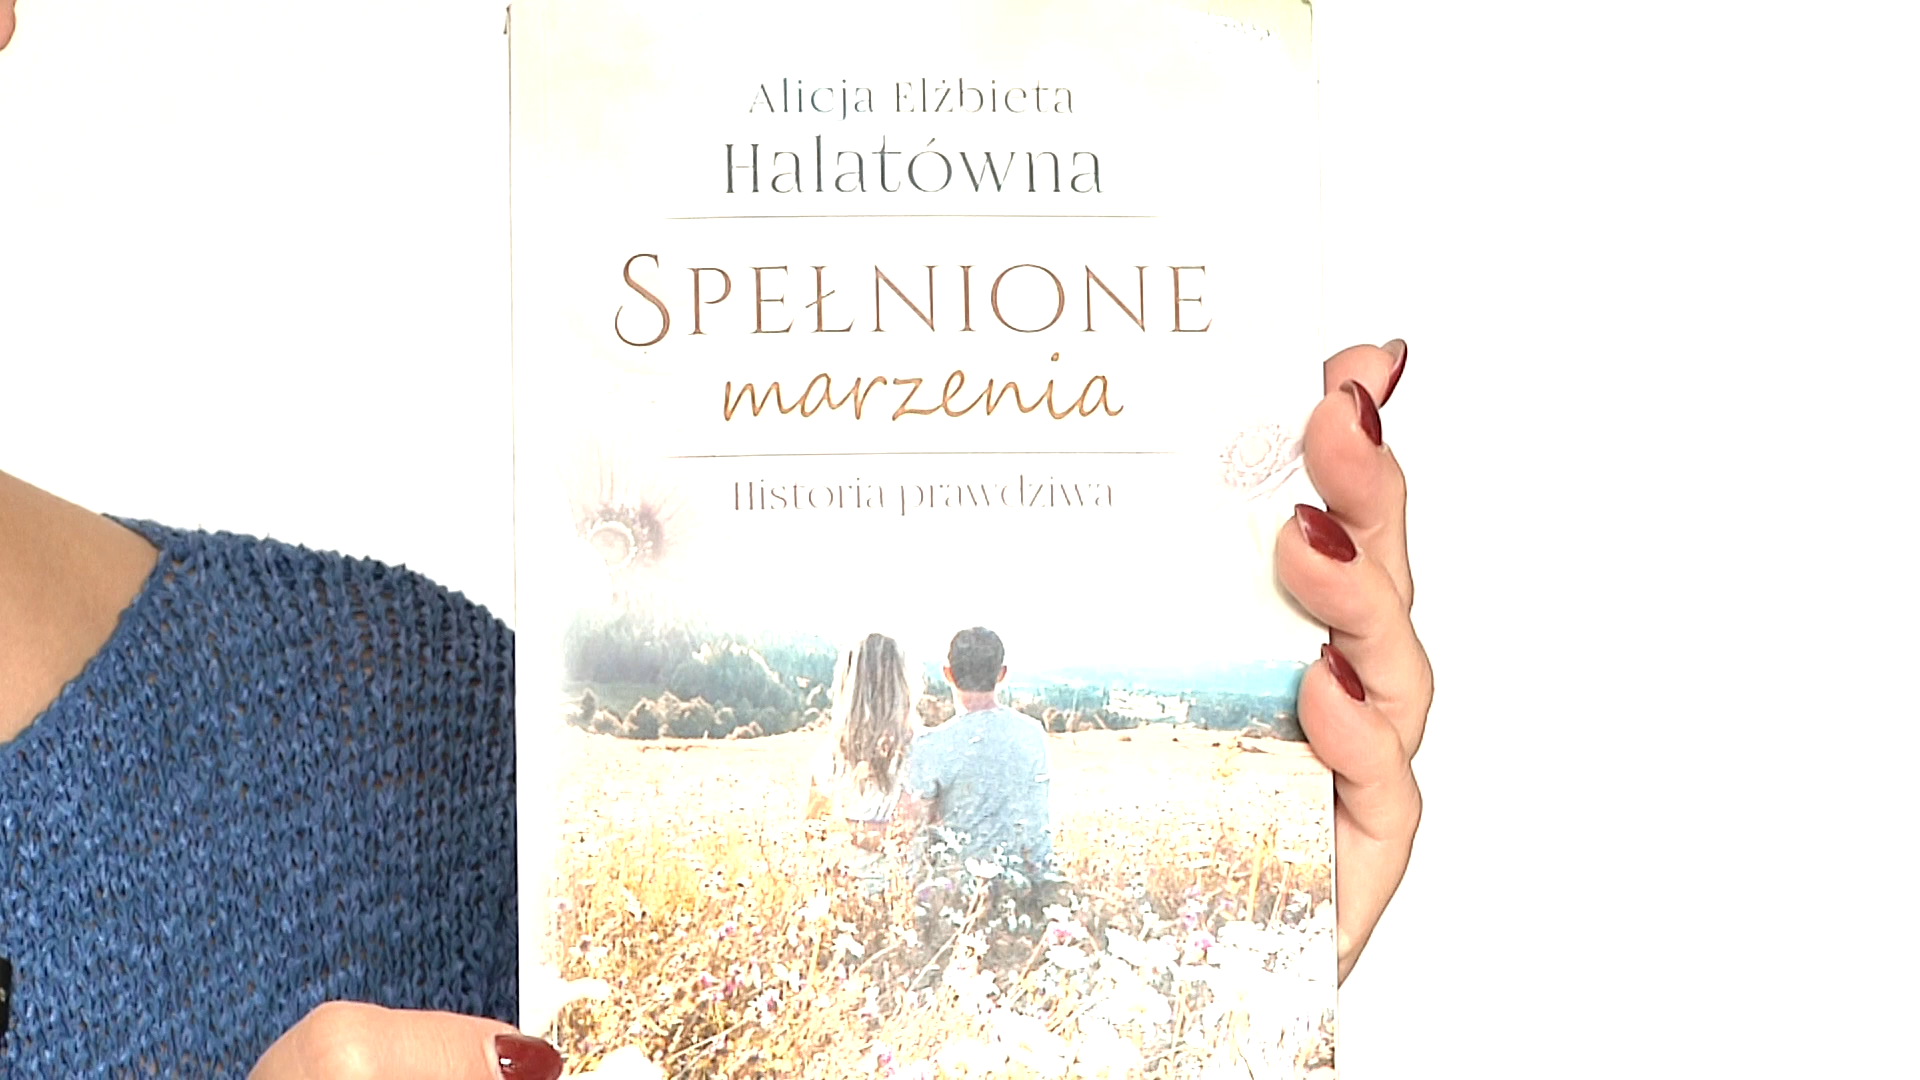 Alicja Elżbieta
Halatówna
SPEŁNIONE
marzenia
Historia prawdziwa